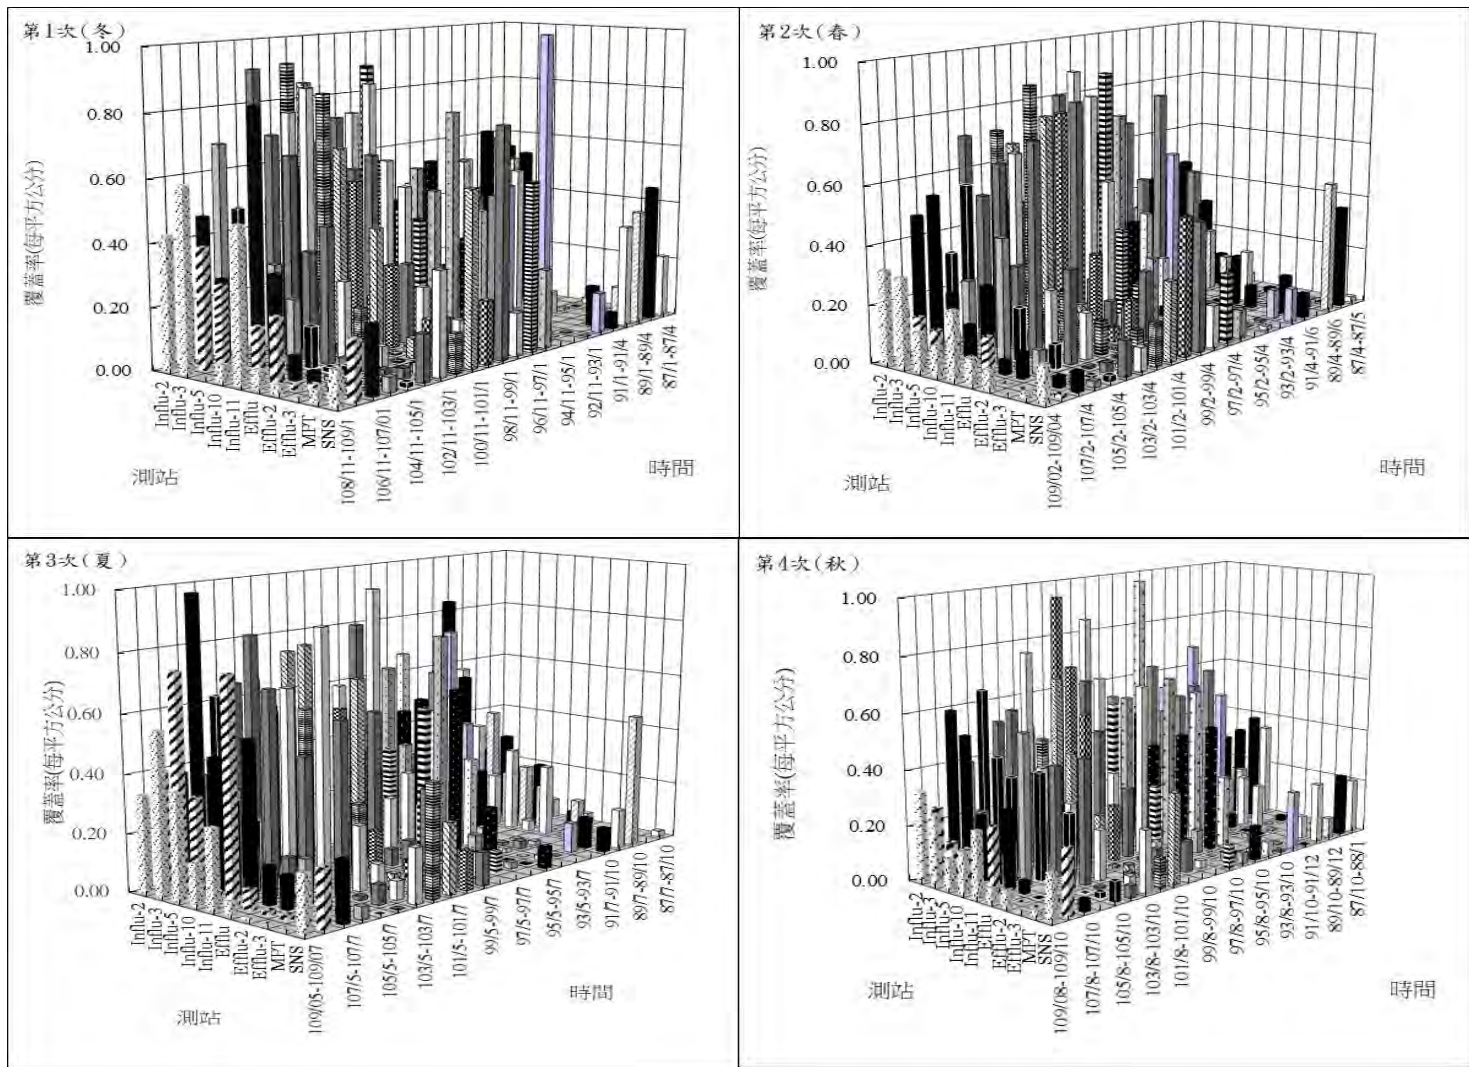 第1次(冬)
1.00
0.80
0.60
0.40
0.20
0.00
覆蓋率(每平方公分)
Influ-2
Influ-3
Influ-5
Influ-10
Influ-11
Efflu
Efflu-2
Efflu-3
MPT
SNS
108/11-109/1
106/11-107/01
104/11-105/1
102/11-103/1
100/11-101/1
98/11-99/1
96/11-97/1
94/11-95/1
92/11-93/1
91/1-91/4
89/1-89/4
87/1-87/4
測站
時間
第2次(春)
1.00
0.80
0.60
0.40
0.20
0.00
覆蓋率(每平方公分)
Influ-2
Influ-3
Influ-5
Influ-10
Influ-11
Efflu
Efflu-2
Efflu-3
MPT
SNS
109/02-109/04
107/2-107/4
105/2-105/4
103/2-103/4
101/2-101/4
99/2-99/4
97/2-97/4
95/2-95/4
93/2-93/4
91/4-91/6
89/4-89/6
87/4-87/5
測站
時間
第3次(夏)
1.00
0.80
0.60
0.40
0.20
0.00
覆蓋率(每平方公分)
Influ-2
Influ-3
Influ-5
Influ-10
Influ-11
Efflu
Efflu-2
Efflu-3
MPT
SNS
109/05-109/07
107/5-107/7
105/5-105/7
103/5-103/7
101/5-101/7
99/5-99/7
97/5-97/7
95/5-95/7
93/5-93/7
91/7-91/10
89/7-89/10
87/7-87/10
測站
時間
第4次(秋)
1.00
0.80
0.60
0.40
0.20
0.00
覆蓋率(每平方公分)
Influ-2
Influ-3
Influ-5
Influ-10
Influ-11
Efflu
Efflu-2
Efflu-3
MPT
SNS
109/08-109/10
107/8-107/10
105/8-105/10
103/8-103/10
101/8-101/10
99/8-99/10
97/8-97/10
95/8-95/10
93/8-93/10
91/10-91/12
89/10-89/12
87/10-88/1
測站
時間